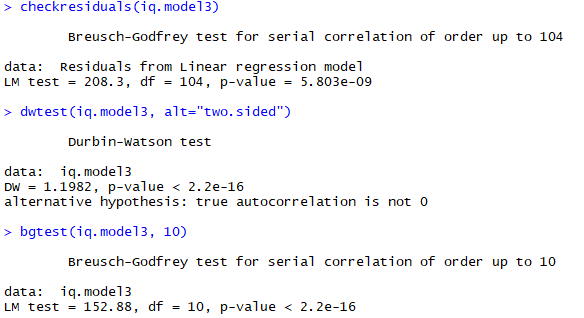 > checkresiduals(iq.model3)
Breusch-Godfrey test for serial correlation of order up to 104
data:  Residuals from Linear regression model
LM test = 208.3, df = 104, p-value = 5.803e-09
> dwtest(iq.model3, alt="two.sided")
Durbin-Watson test
data:  iq.model3
DW = 1.1982, p-value < 2.2e-16
alternative hypothesis: true autocorrelation is not 0
> bgtest(iq.model3, 10)
Breusch-Godfrey test for serial correlation of order up to 10
data:  iq.model3
LM test = 152.88, df = 10, p-value < 2.2e-16